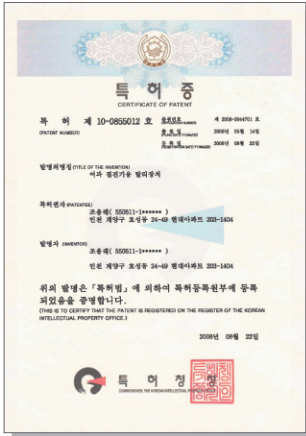 특 허 증
CERTIFICATE OF PATENT
특 허 제 10-0855012 호
(PATENT NUMBER)
제 2008-0044701 호
2008년 05월 14일
2008년 08월 22일
발명의명칭 (TITLE OF THE INVENTION)
여과 집진기용 탈리장치
특허권자 (PATENTEE)
조용래( 550511-1****** )
인천 계양구 효성동 24-49 현대아파트 203-1404
발명자 (INVENTOR)
조용래( 550511-1****** )
인천 계양구 효성동 24-49 현대아파트 203-1404
위의 발명은「특허법」에 의하여 특허등록원부에 등록
되었음을 증명합니다.
(THIS IS TO CERTIFY THAT THE PATENT IS REGISTERED ON THE REGISTER OF THE KOREAN
INTELLECTUAL PROPERTY OFFICE.)
2008년 08월 22일
특 허 청 장